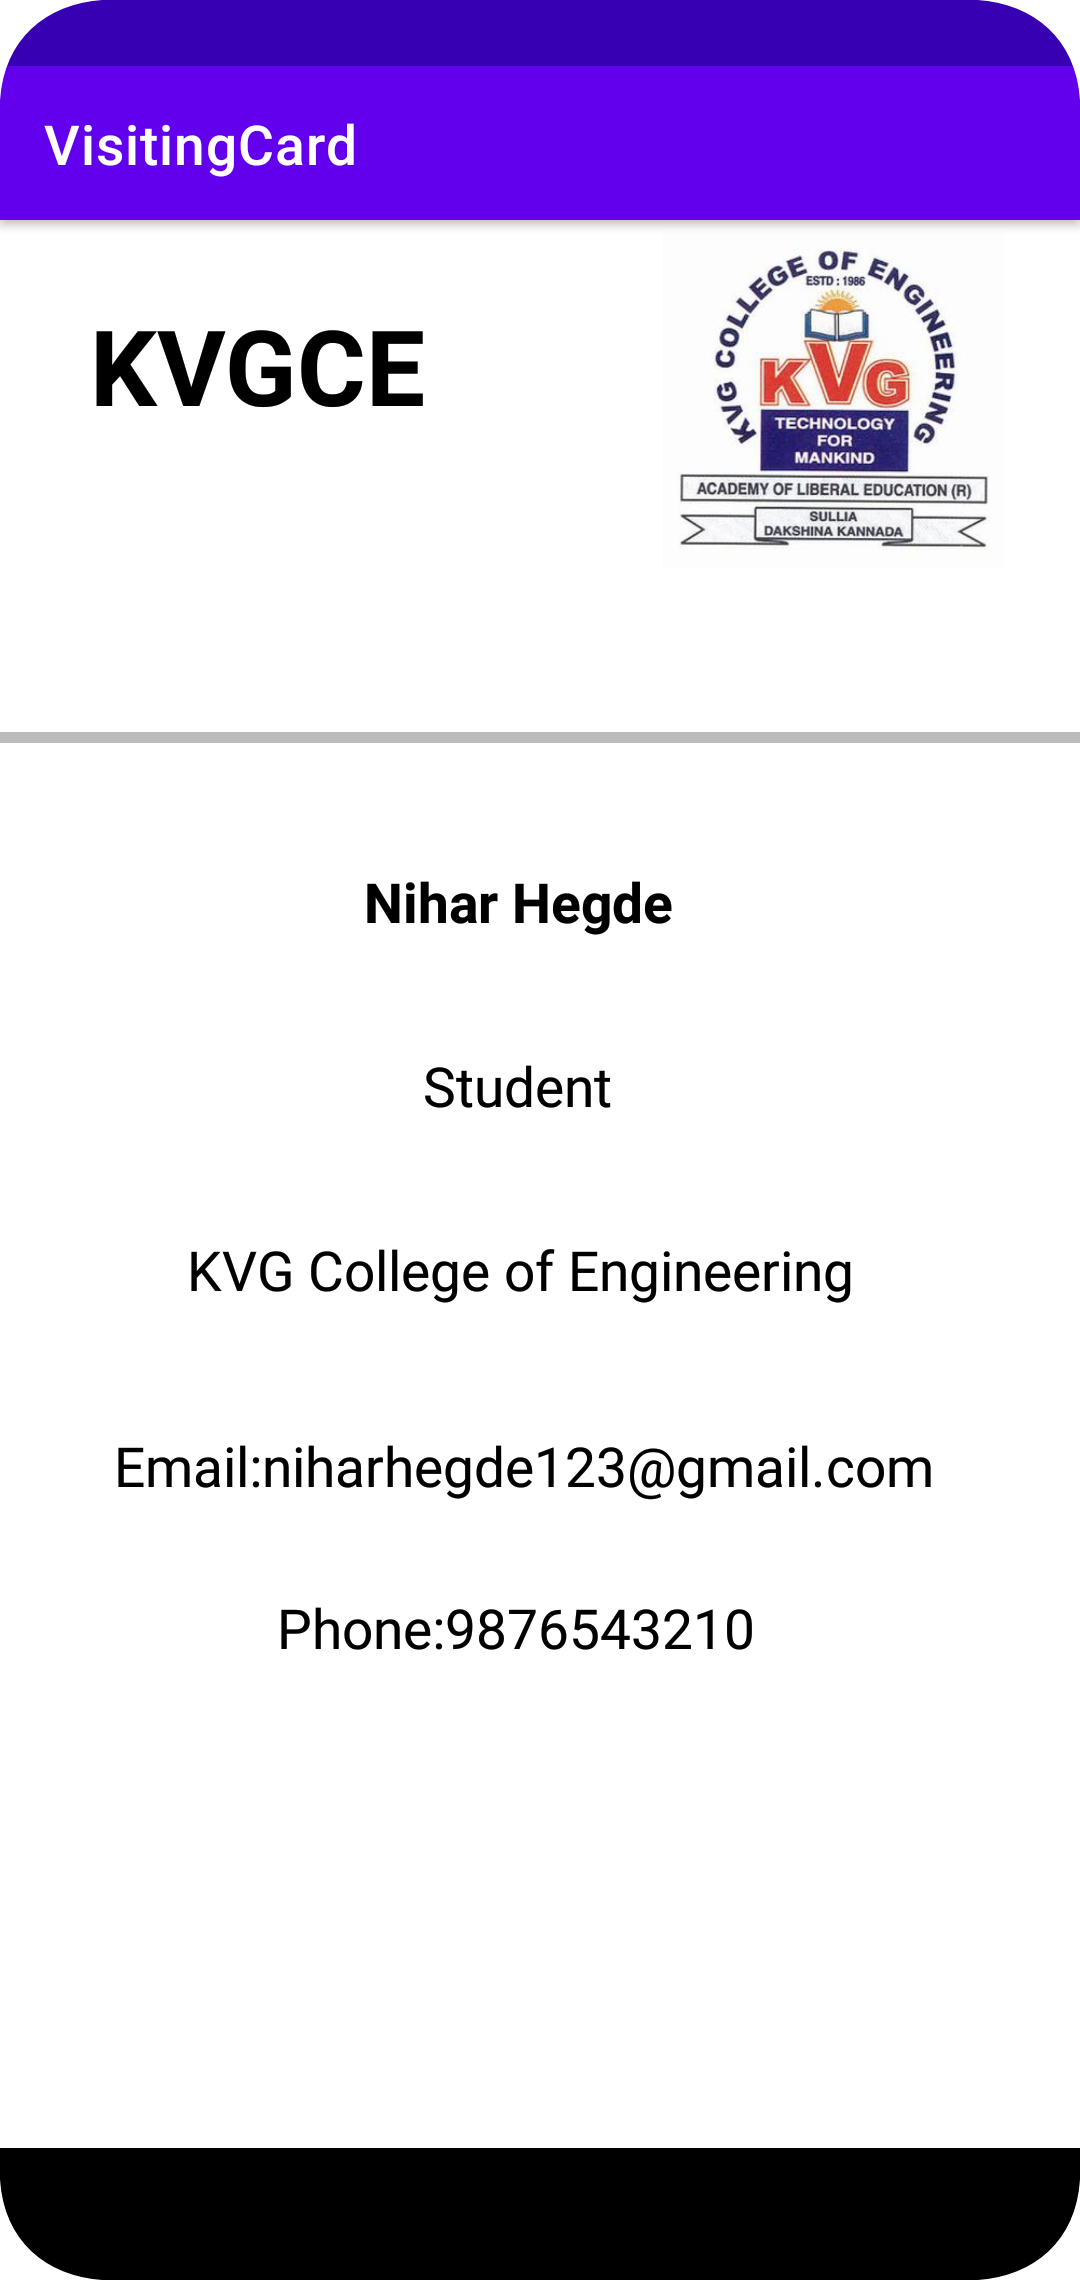 VisitingCard
KVGCE
KVG COLLEGE OF ENGINEERING
ESTD : 1986
KVG
TECHNOLOGY
FOR
MANKIND
ACADEMY OF LIBERAL EDUCATION (R)
SULLIA
DAKSHINA KANNADA
Nihar Hegde
Student
KVG College of Engineering
Email:niharhegde123@gmail.com
Phone:9876543210